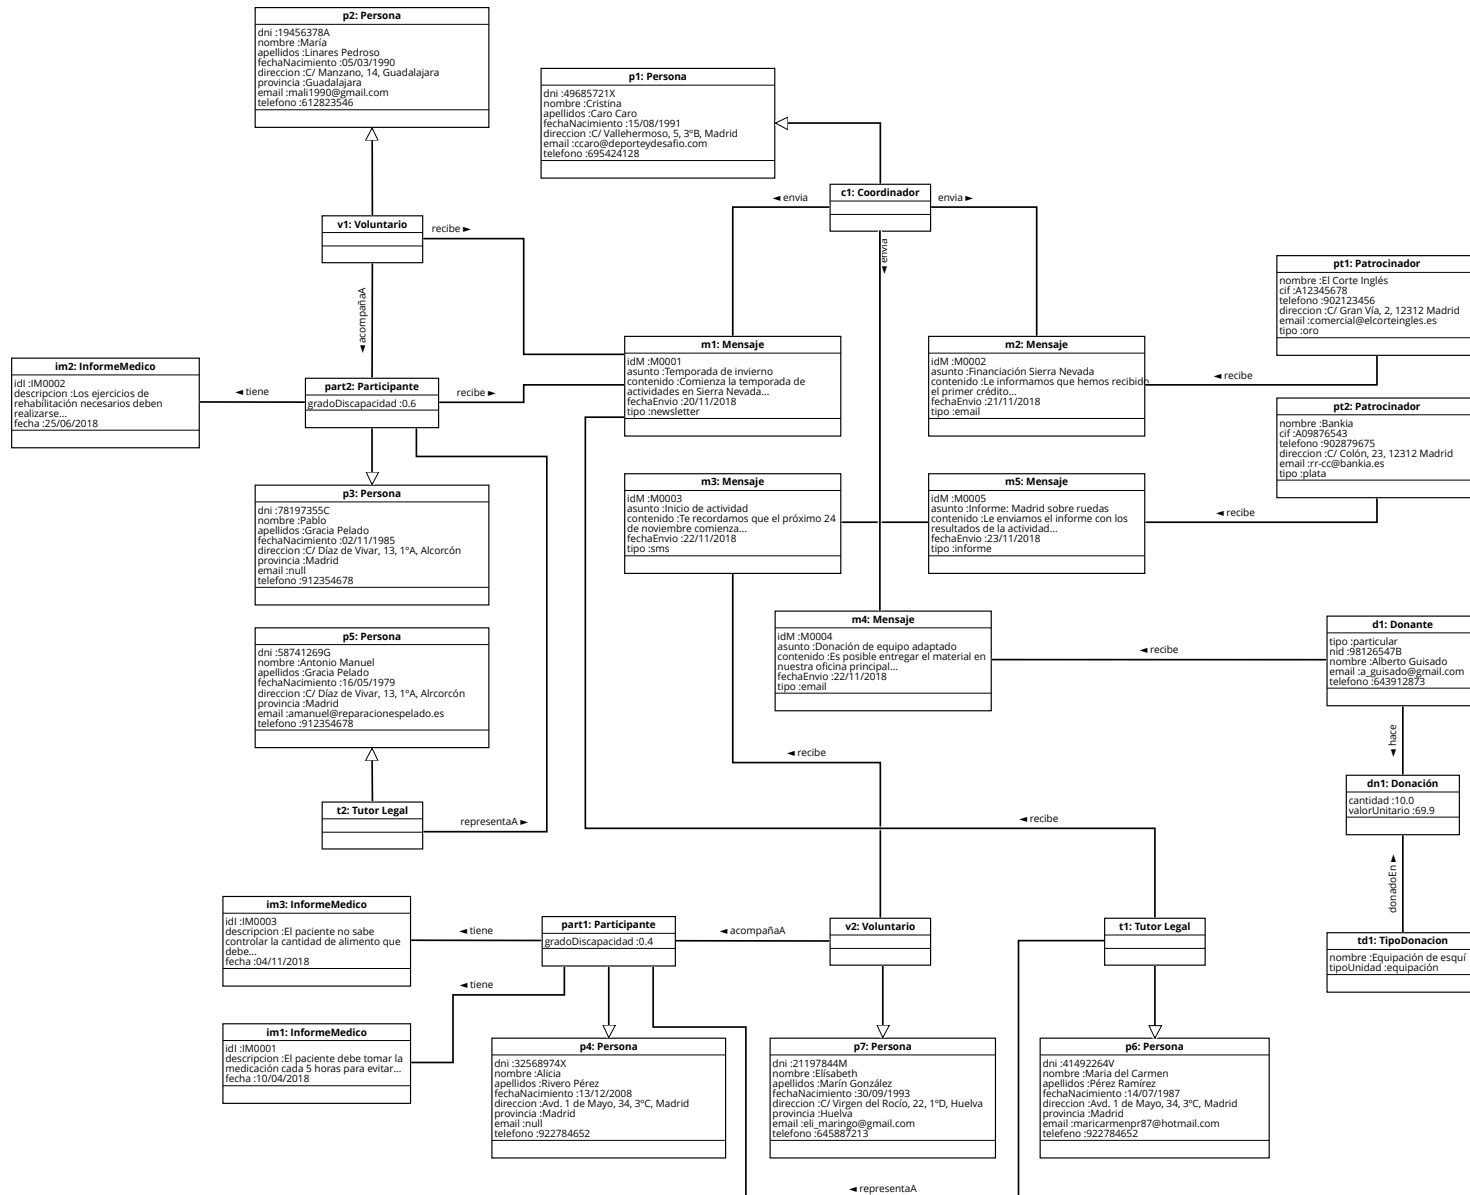 p2: Persona
dni :19456378A
nombre :María
apellidos :Linares Pedroso
fechaNacimiento :05/03/1990
direccion :C/ Manzano, 14, Guadalajara
provincia :Guadalajara
email :mali1990@gmail.com
telefono :612823546
p1: Persona
dni :49685721X
nombre :Cristina
apellidos :Caro Caro
fechaNacimiento :15/08/1991
direccion :C/ Vallehermoso, 5, 3ºB, Madrid
email :ccaro@deporteydesafio.com
telefono :695424128
c1: Coordinador
◄ envia
envia ►
◄ envia
v1: Voluntario
recibe ►
◄ acompañaA
pt1: Patrocinador
nombre :El Corte Inglés
cif :A12345678
telefono :902123456
direccion :C/ Gran Vía, 2, 12312 Madrid
email :comercial@elcorteingles.es
tipo :oro
m1: Mensaje
idM :M0001
asunto :Temporada de invierno
contenido :Comienza la temporada de
actividades en Sierra Nevada...
fechaEnvio :20/11/2018
tipo :newsletter
m2: Mensaje
idM :M0002
asunto :Financiación Sierra Nevada
contenido :Le informamos que hemos recibido
el primer crédito...
fechaEnvio :21/11/2018
tipo :email
◄ recibe
im2: InformeMedico
idI :IM0002
descripcion :Los ejercicios de
rehabilitación necesarios deben
realizarse...
fecha :25/06/2018
◄ tiene
part2: Participante
gradoDiscapacidad :0.6
recibe ►
pt2: Patrocinador
nombre :Bankia
cif :A09876543
telefono :902879675
direccion :C/ Colón, 23, 12312 Madrid
email :rr-cc@bankia.es
tipo :plata
m3: Mensaje
idM :M0003
asunto :Inicio de actividad
contenido :Te recordamos que el próximo 24
de noviembre comienza...
fechaEnvio :22/11/2018
tipo :sms
m5: Mensaje
idM :M0005
asunto :Informe: Madrid sobre ruedas
contenido :Le enviamos el informe con los
resultados de la actividad...
fechaEnvio :23/11/2018
tipo :informe
◄ recibe
p3: Persona
dni :78197355C
nombre :Pablo
apellidos :Gracia Pelado
fechaNacimiento :02/11/1985
direccion :C/ Díaz de Vivar, 13, 1ºA, Alcorcón
provincia :Madrid
email :null
telefono :912354678
p5: Persona
dni :58741269G
nombre :Antonio Manuel
apellidos :Gracia Pelado
fechaNacimiento :16/05/1979
direccion :C/ Díaz de Vivar, 13, 1ºA, Alrcorcón
provincia :Madrid
email :amanuel@reparacionespelado.es
telefono :912354678
m4: Mensaje
idM :M0004
asunto :Donación de equipo adaptado
contenido :Es posible entregar el material en
nuestra oficina principal...
fechaEnvio :22/11/2018
tipo :email
◄ recibe
d1: Donante
tipo :particular
nid :98126547B
nombre :Alberto Guisado
email :a_guisado@gmail.com
telefono :643912873
◄ hace
◄ recibe
dn1: Donación
cantidad :10.0
valorUnitario :69.9
t2: Tutor Legal
representaA ►
◄ recibe
donadoEn ►
im3: InformeMedico
idI :IM0003
descripcion :El paciente no sabe
controlar la cantidad de alimento que
debe...
fecha :04/11/2018
◄ tiene
part1: Participante
gradoDiscapacidad :0.4
◄ acompañaA
v2: Voluntario
t1: Tutor Legal
td1: TipoDonacion
nombre :Equipación de esquí
tipoUnidad :equipación
◄ tiene
im1: InformeMedico
idI :IM0001
descripcion :El paciente debe tomar la
medicación cada 5 horas para evitar...
fecha :10/04/2018
p4: Persona
dni :32568974X
nombre :Alicia
apellidos :Rivero Pérez
fechaNacimiento :13/12/2008
direccion :Avd. 1 de Mayo, 34, 3ºC, Madrid
provincia :Madrid
email :null
telefono :922784652
p7: Persona
dni :21197844M
nombre :Elísabeth
apellidos :Marín González
fechaNacimiento :30/09/1993
direccion :C/ Virgen del Rocío, 22, 1ºD, Huelva
provincia :Huelva
email :eli_maringo@gmail.com
telefono :645887213
p6: Persona
dni :41492264V
nombre :Maria del Carmen
apellidos :Pérez Ramírez
fechaNacimiento :14/07/1987
direccion :Avd. 1 de Mayo, 34, 3ºC, Madrid
provincia :Madrid
email :maricarmenpr87@hotmail.com
telefeno :922784652
◄ representaA